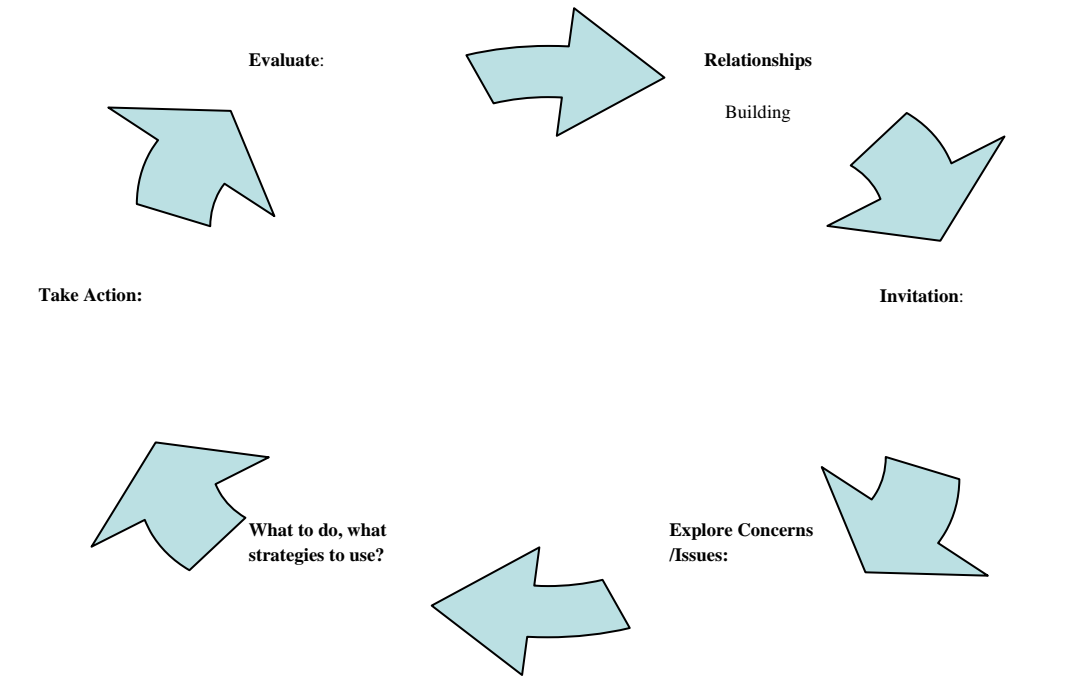 Evaluate:
Relationships
Building
Take Action:
Invitation:
What to do, what
strategies to use?
Explore Concerns
/Issues: